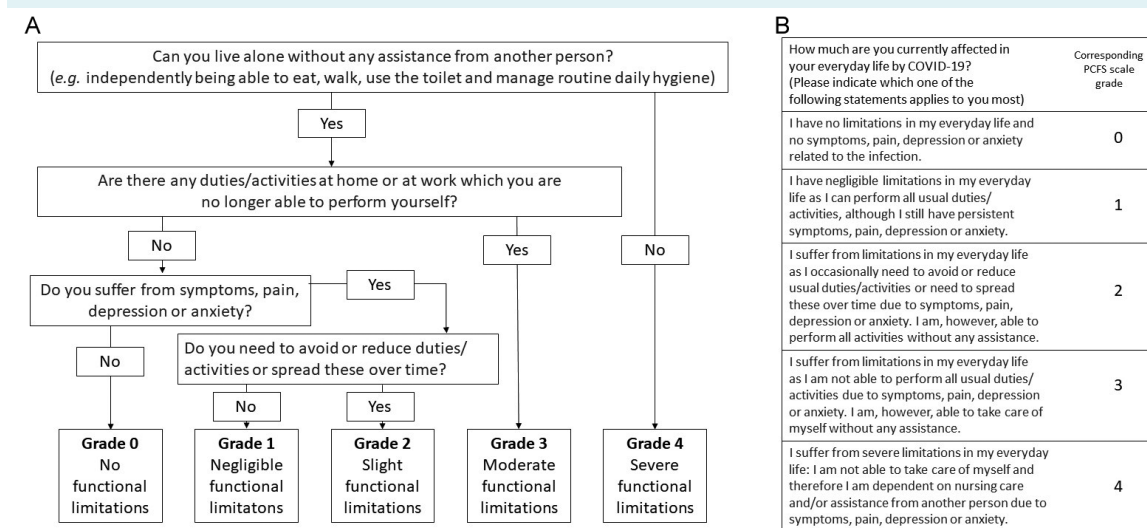 A
Can you live alone without any assistance from another person?
(e.g. independently being able to eat, walk, use the toilet and manage routine daily hygiene)
Yes
Are there any duties/activities at home or at work which you are
no longer able to perform yourself?
No
Yes
No
Do you suffer from symptoms, pain,
depression or anxiety?
Yes
No
Do you need to avoid or reduce duties/
activities or spread these over time?
No
Yes
Grade 0
No
functional
limitations
Grade 1
Negligible
functional
limitatons
Grade 2
Slight
functional
limitations
Grade 3
Moderate
functional
limitations
Grade 4
Severe
functional
limitations
B
How much are you currently affected in
your everyday life by COVID-19?
(Please indicate which one of the
following statements applies to you most)
Corresponding
PCFS scale
grade
I have no limitations in my everyday life and
no symptoms, pain, depression or anxiety
related to the infection.
0
I have negligible limitations in my everyday
life as I can perform all usual duties/
activities, although I still have persistent
symptoms, pain, depression or anxiety.
1
I suffer from limitations in my everyday life
as I occasionally need to avoid or reduce
usual duties/activities or need to spread
these over time due to symptoms, pain,
depression or anxiety. I am, however, able to
perform all activities without any assistance.
2
I suffer from limitations in my everyday life
as I am not able to perform all usual duties/
activities due to symptoms, pain, depression
or anxiety. I am, however, able to take care of
myself without any assistance.
3
I suffer from severe limitations in my everyday
life: I am not able to take care of myself and
therefore I am dependent on nursing care
and/or assistance from another person due to
symptoms, pain, depression or anxiety.
4